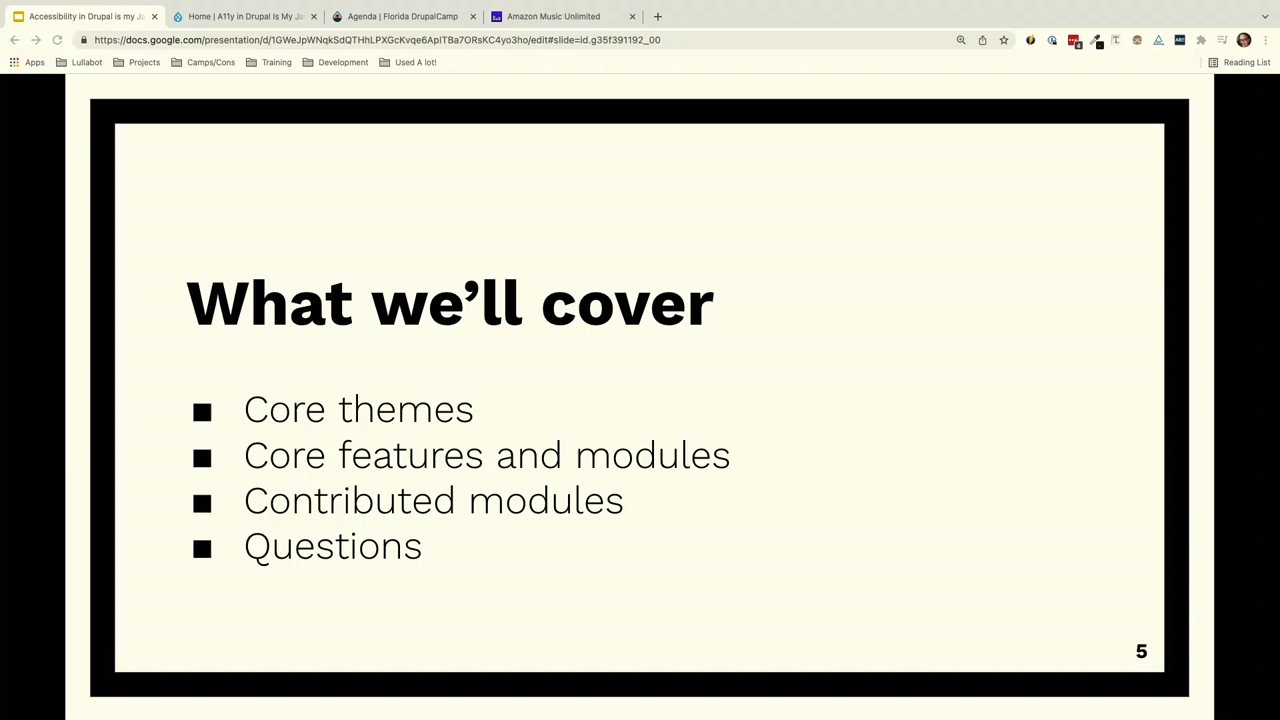 Accessibility in Drupal is my Ja
Home | A11y in Drupal Is My Ja
Agenda | Florida DrupalCamp
Amazon Music Unlimited
https://docs.google.com/presentation/d/1GWeJpWNqkSdQTHhLPXGcKvqe6ApITBa7ORsKC4yo3ho/edit#slide=id.g35f391192_00
Apps
Lullabot
Projects
Camps/Cons
Training
Development
Used A lot!
Reading List
What we’ll cover
■ Core themes
■ Core features and modules
■ Contributed modules
■ Questions
5